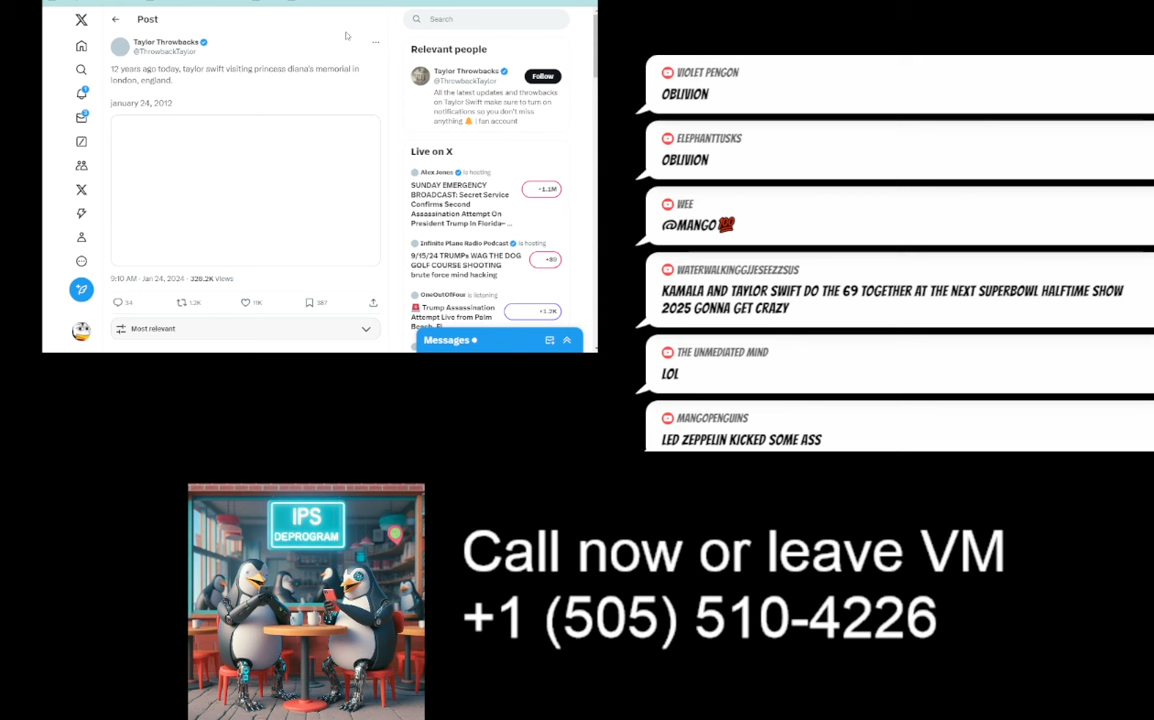 Post
Taylor Throwbacks
@ThrowbackTaylor
12 years ago today, taylor swift visiting princess diana's memorial in
london, england.
january 24, 2012
9:10 AM · Jan 24, 2024 · 328.2K Views
34 1.2K 11K 387
Most relevant
Search
Relevant people
Taylor Throwbacks
@ThrowbackTaylor
Follow
All the latest updates and throwbacks
on Taylor Swift make sure to turn on
notifications so you don't miss
anything 🔔 | fan account
Live on X
Alex Jones is hosting
SUNDAY EMERGENCY
BROADCAST: Secret Service
Confirms Second
Assassination Attempt On
President Trump In Florida–...
+1.1M
Infinite Plane Radio Podcast is hosting
9/15/24 TRUMPs WAG THE DOG
GOLF COURSE SHOOTING
brute force mind hacking
+89
OneOutOfFour is listening
🚨 Trump Assassination
Attempt Live from Palm
Beach, FL
+1.2K
Messages
VIOLET PENGON
OBLIVION
ELEPHANTTUSKS
OBLIVION
WEE
@MANGO💯
WATERWALKINGGJJESEEZZSUS
KAMALA AND TAYLOR SWIFT DO THE 69 TOGETHER AT THE NEXT SUPERBOWL HALFTIME SHOW
2025 GONNA GET CRAZY
THE UNMEDIATED MIND
LOL
MANGOPENGUINS
LED ZEPPELIN KICKED SOME ASS
IPS
DEPROGRAM
Call now or leave VM
+1 (505) 510-4226